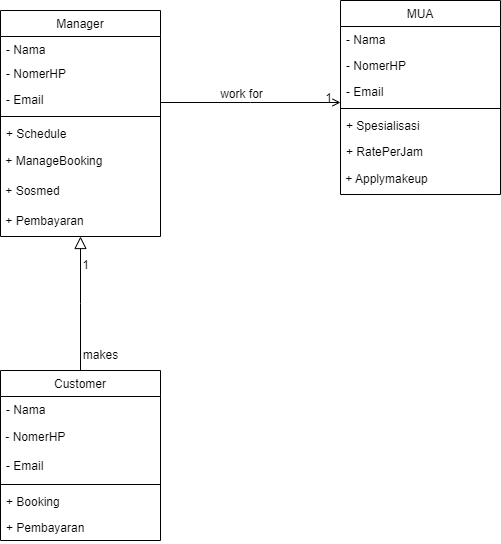 Manager
- Nama
- NomerHP
- Email
+ Schedule
+ ManageBooking
+ Sosmed
+ Pembayaran
work for
1
MUA
- Nama
- NomerHP
- Email
+ Spesialisasi
+ RatePerJam
+ Applymakeup
1
makes
Customer
- Nama
- NomerHP
- Email
+ Booking
+ Pembayaran